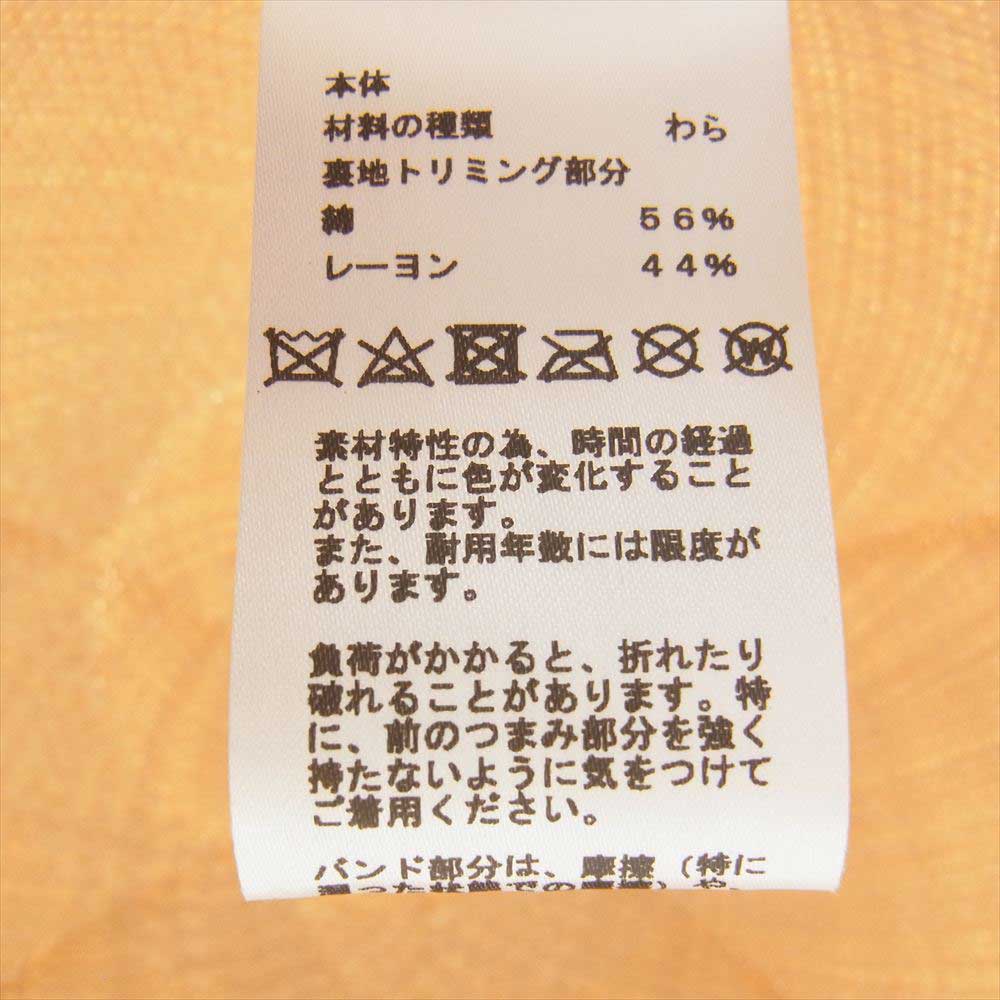 本体
材料の種類 わら
裏地トリミング部分
綿 56%
レーヨン 44%
W
素材特性の為、時間の経過
とともに色が変化すること
があります。
また、耐用年数には限度が
あります。
負荷がかかると、折れたり
破れることがあります。特
に、前のつまみ部分を強く
持たないように気をつけて
ご着用ください。
バンド部分は、摩擦（特に